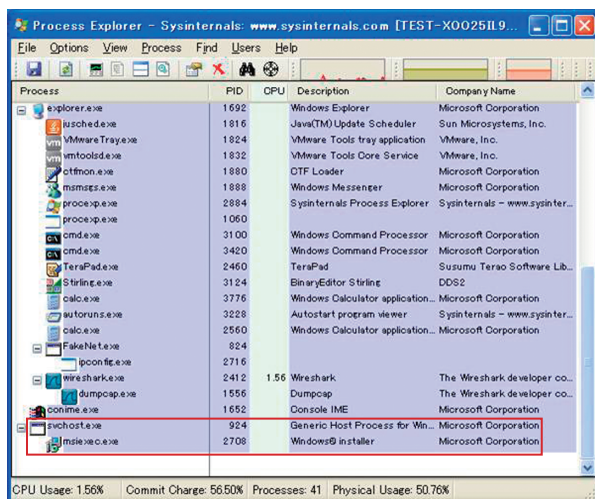 Process Explorer - Sysinternals: www.sysinternals.com [TEST-XOO25IL9...
File Options View Process Find Users Help
Process PID CPU Description Company Name
explorer.exe 1692 Windows Explorer Microsoft Corporation
jusched.exe 1816 Java(TM) Update Scheduler Sun Microsystems, Inc.
VMwareTray.exe 1824 VMware Tools tray application VMware, Inc.
vmtoolsd.exe 1832 VMware Tools Core Service VMware, Inc.
ctfmon.exe 1880 CTF Loader Microsoft Corporation
msmsgs.exe 1888 Windows Messenger Microsoft Corporation
procexp.exe 2884 Sysinternals Process Explorer Sysinternals - www.sysinter...
procexp.exe 1060
cmd.exe 3100 Windows Command Processor Microsoft Corporation
cmd.exe 3420 Windows Command Processor Microsoft Corporation
TeraPad.exe 2460 TeraPad Susumu Terao Software Lib...
Stirling.exe 3124 BinaryEditor Stirling DDS2
calc.exe 3776 Windows Calculator application... Microsoft Corporation
autoruns.exe 3228 Autostart program viewer Sysinternals - www.sysinter...
calc.exe 2560 Windows Calculator application... Microsoft Corporation
FakeNet.exe 824
ipconfig.exe 2716
wireshark.exe 2412 1.56 Wireshark The Wireshark developer co...
dumpcap.exe 1556 Dumpcap The Wireshark developer co...
conime.exe 1652 Console IME Microsoft Corporation
svchost.exe 924 Generic Host Process for Win... Microsoft Corporation
msiexec.exe 2708 Windows® installer Microsoft Corporation
CPU Usage: 1.56% Commit Charge: 56.50% Processes: 41 Physical Usage: 50.76%